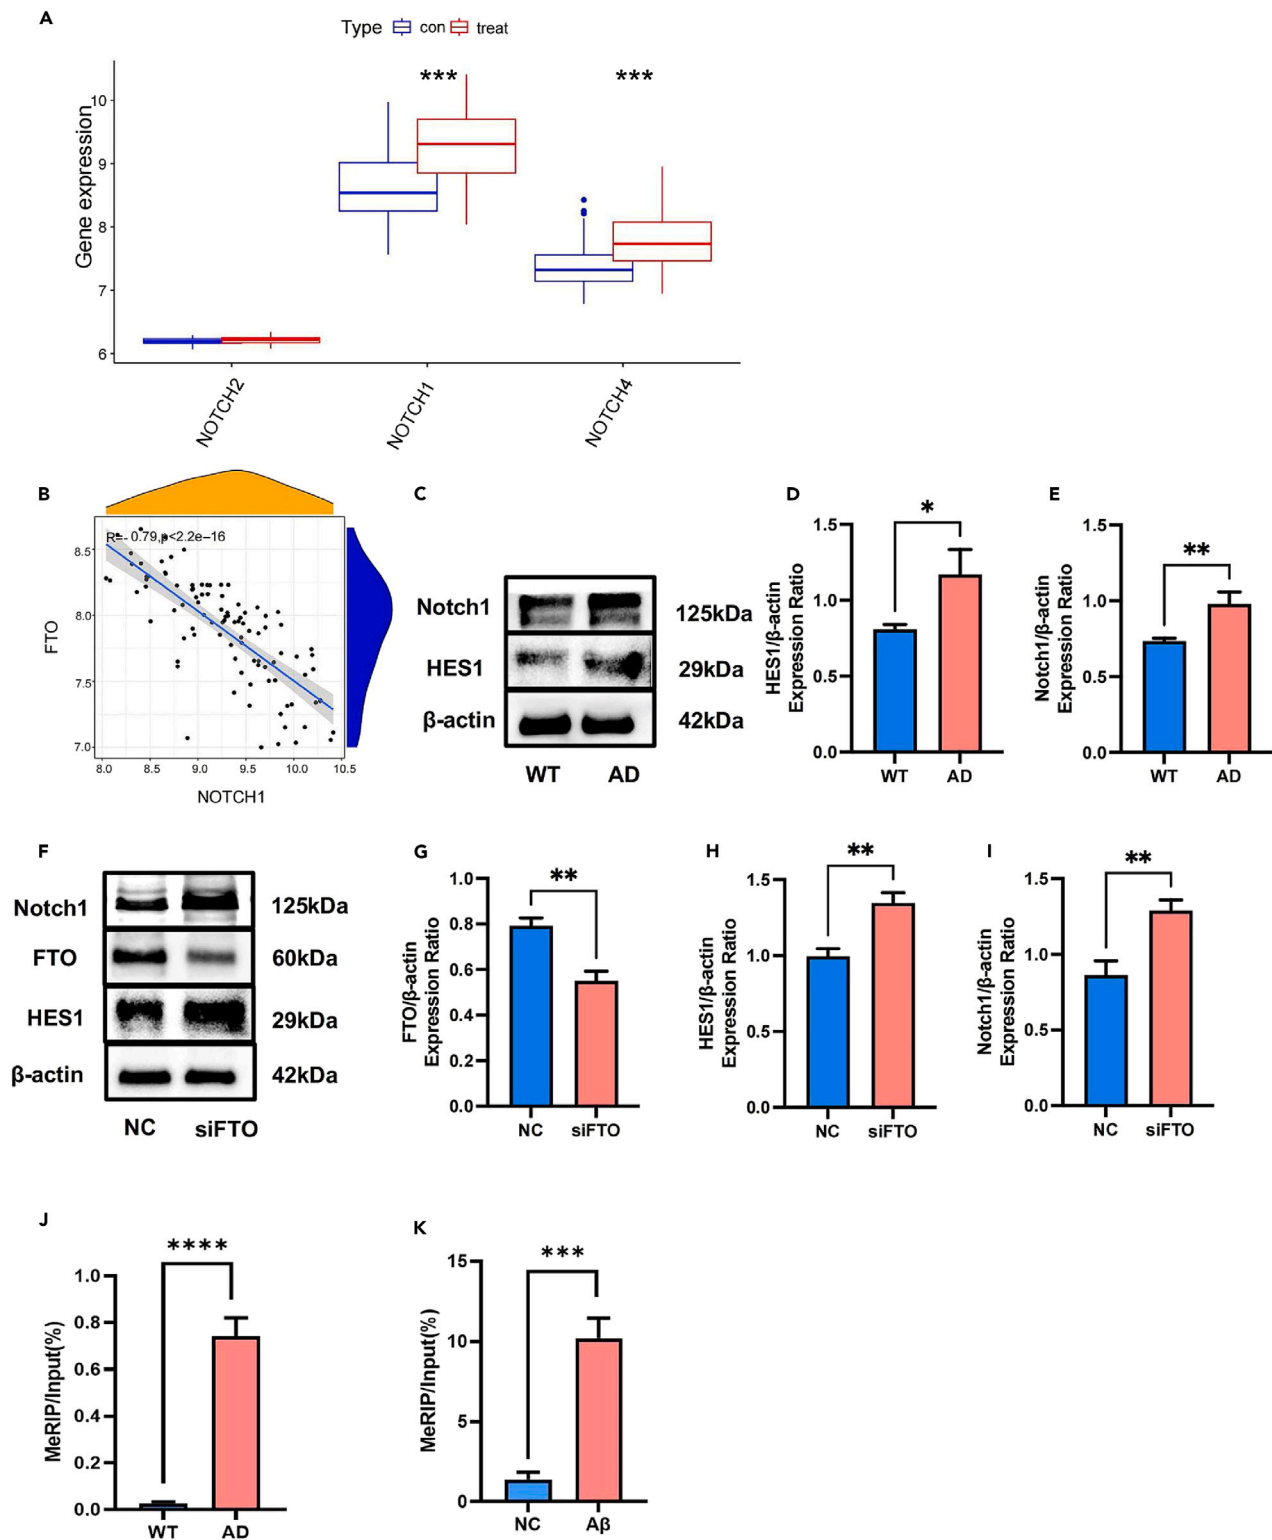 A
Type con treat
*** ***
Gene expression
10
9
8
7
6
NOTCH2 NOTCH1 NOTCH4
B
R=- 0.79,p<2.2e-16
FTO
8.5
8.0
7.5
7.0
8.0 8.5 9.0 9.5 10.0 10.5
NOTCH1
C
Notch1 125kDa
HES1 29kDa
β-actin 42kDa
WT AD
D
*
HES1/β-actin
Expression Ratio
1.5
1.0
0.5
0.0
WT AD
E
**
Notch1/β-actin
Expression Ratio
1.5
1.0
0.5
0.0
WT AD
F
Notch1 125kDa
FTO 60kDa
HES1 29kDa
β-actin 42kDa
NC siFTO
G
**
FTO/β-actin
Expression Ratio
1.0
0.8
0.6
0.4
0.2
0.0
NC siFTO
H
**
HES1/β-actin
Expression Ratio
1.5
1.0
0.5
0.0
NC siFTO
I
**
Notch1/β-actin
Expression Ratio
1.5
1.0
0.5
0.0
NC siFTO
J
****
MeRIP/Input(%)
1.0
0.8
0.6
0.4
0.2
0.0
WT AD
K
***
MeRIP/Input(%)
15
10
5
0
NC Aβ